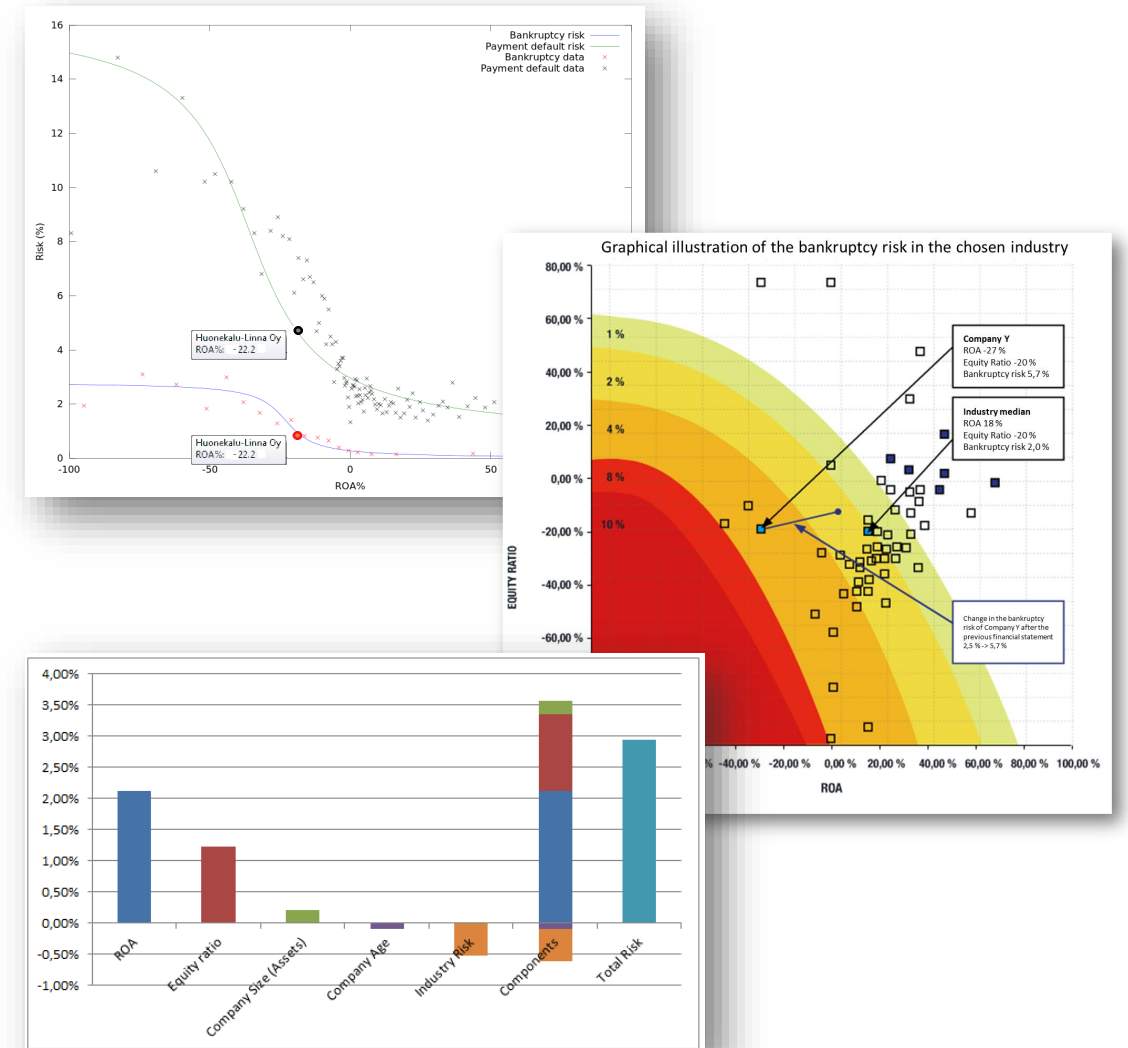 16
14
12
10
8
6
4
2
0
Risk (%)
-100
-50
0
50
ROA%
Bankruptcy risk
Payment default risk
Bankruptcy data
Payment default data
Huonekalu-Linna Oy
ROA%: -22.2
Huonekalu-Linna Oy
ROA%: -22.2
Graphical illustration of the bankruptcy risk in the chosen industry
80,00 %
60,00 %
40,00 %
20,00 %
0,00 %
-20,00 %
-40,00 %
-60,00 %
EQUITY RATIO
1 %
2 %
4 %
8 %
10 %
Company Y
ROA -27 %
Equity Ratio -20 %
Bankruptcy risk 5,7 %
Industry median
ROA 18 %
Equity Ratio -20 %
Bankruptcy risk 2,0 %
Change in the bankruptcy
risk of Company Y after the
previous financial statement
2,5 % -> 5,7 %
% -40,00 % -20,00 % 0,00 % 20,00 % 40,00 % 60,00 % 80,00 % 100,00 %
ROA
4,00%
3,50%
3,00%
2,50%
2,00%
1,50%
1,00%
0,50%
0,00%
-0,50%
-1,00%
ROA
Equity ratio
Company Size (Assets)
Company Age
Industry Risk
Components
Total Risk